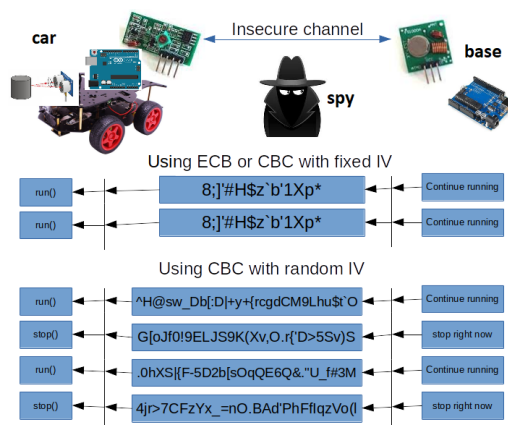 Insecure channel
car
base
spy
Using ECB or CBC with fixed IV
run()
8;]'#H$z`b'1Xp*
Continue running
run()
8;]'#H$z`b'1Xp*
Continue running
Using CBC with random IV
run()
^H@sw_Db[:D|+y+{rcgdCM9Lhu$t`O
Continue running
stop()
G[oJf0!9ELJS9K(Xv,O.r{'D>5Sv)S
stop right now
run()
.0hXS|{F-5D2b[sOqQE6Q&."U_f#3M
Continue running
stop()
4jr>7CFzYx_=nO.BAd'PhFfIqzVo(l
stop right now